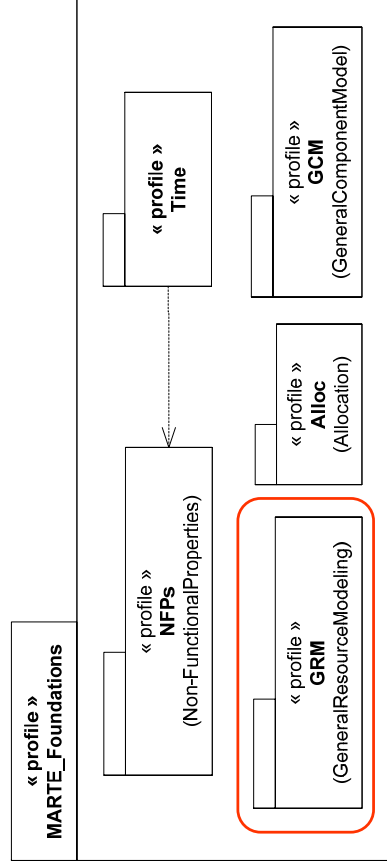 « profile »
MARTE_Foundations
« profile »
NFPs
(Non-FunctionalProperties)
« profile »
Time
« profile »
GRM
(GeneralResourceModeling)
« profile »
Alloc
(Allocation)
« profile »
GCM
(GeneralComponentModel)